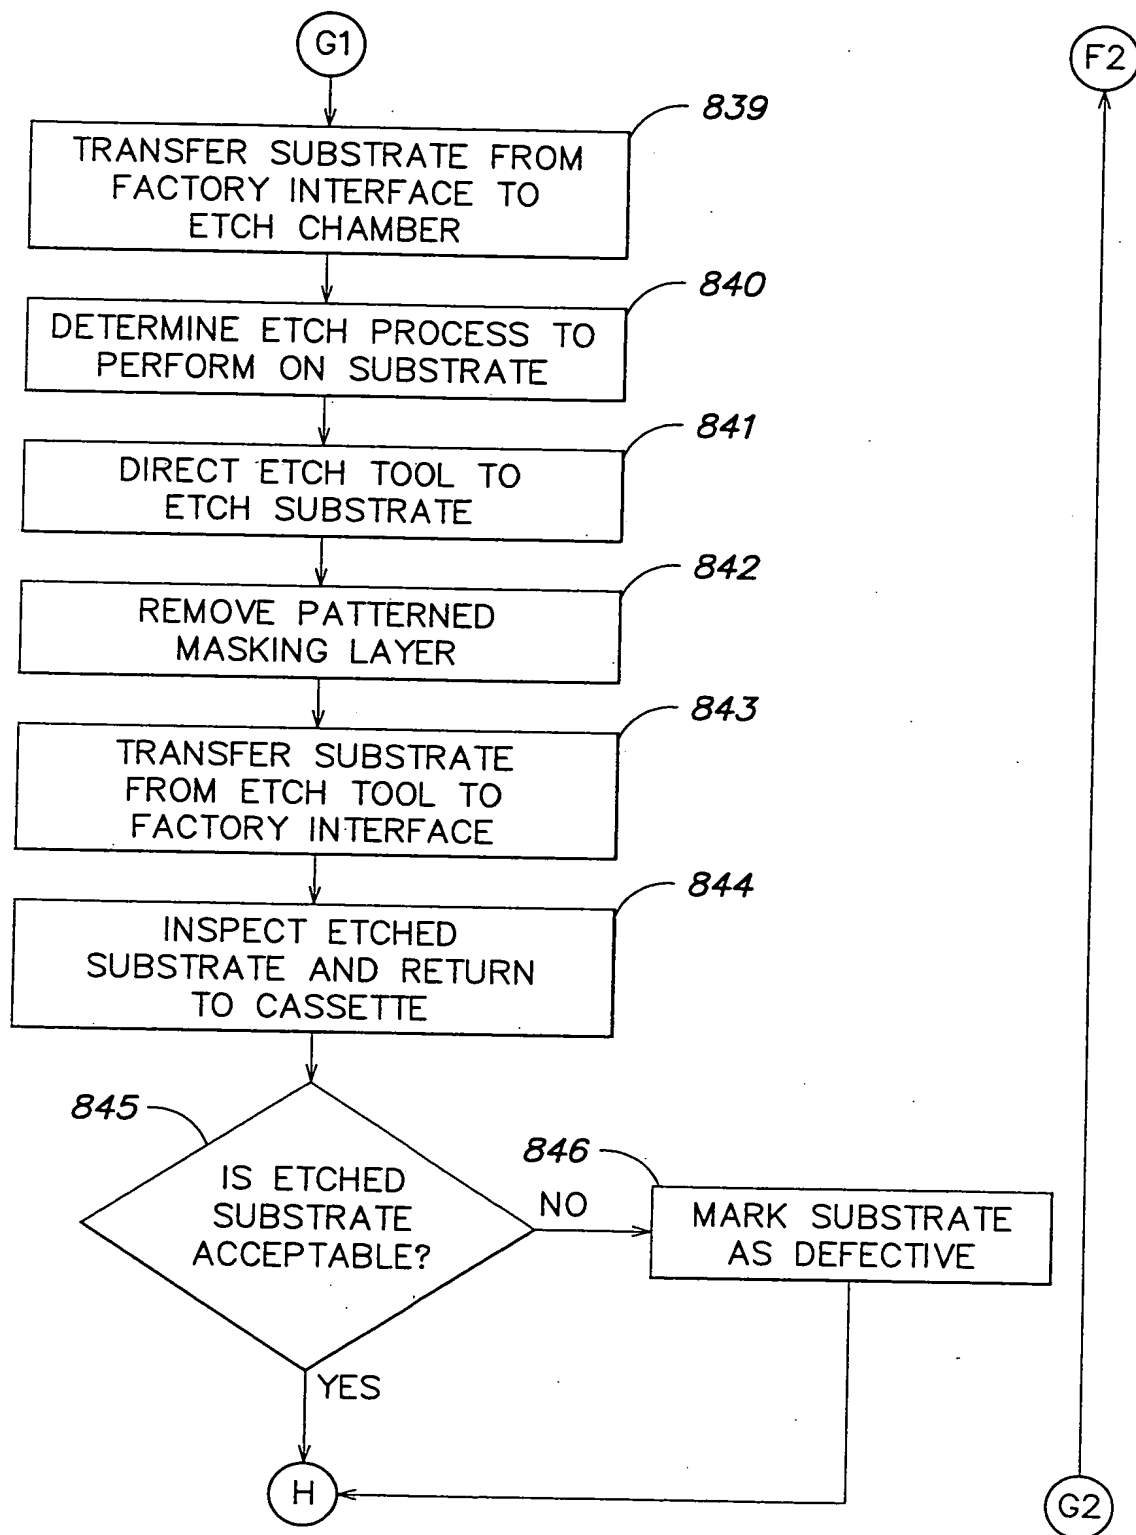 G1
F2
839
TRANSFER SUBSTRATE FROM
FACTORY INTERFACE TO
ETCH CHAMBER
840
DETERMINE ETCH PROCESS TO
PERFORM ON SUBSTRATE
841
DIRECT ETCH TOOL TO
ETCH SUBSTRATE
842
REMOVE PATTERNED
MASKING LAYER
843
TRANSFER SUBSTRATE
FROM ETCH TOOL TO
FACTORY INTERFACE
844
INSPECT ETCHED
SUBSTRATE AND RETURN
TO CASSETTE
845
IS ETCHED
SUBSTRATE
ACCEPTABLE?
NO
846
MARK SUBSTRATE
AS DEFECTIVE
YES
H
G2